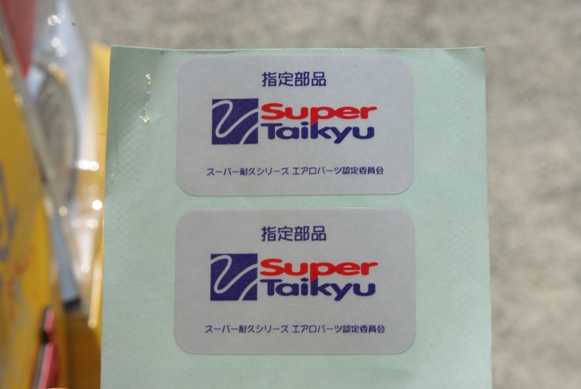 指定部品
Super
Taikyu
スーパー耐久シリーズ エアロパーツ認定委員会
指定部品
Super
Taikyu
スーパー耐久シリーズ エアロパーツ認定委員会